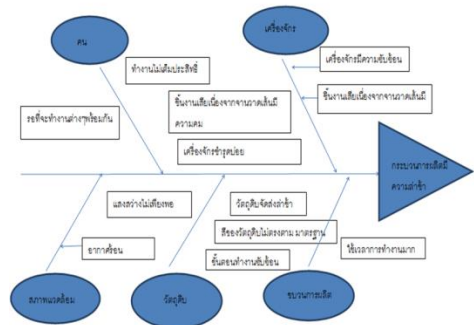 คน
เครื่องจักร
ทำงานไม่เต็มประสิทธิ์
เครื่องจักรมีความซับซ้อน
ชิ้นงานเสียเนื่องจากจานวาดเส้นมี
ความคม
ชิ้นงานเสียเนื่องจากจานวาดเส้นมี
รอที่จะทำงานต่างๆพร้อมกัน
เครื่องจักรชำรุดบ่อย
กระบวนการผลิตมี
ความล่าช้า
แสงสว่างไม่เพียงพอ
วัตถุดิบจัดส่งล่าช้า
สีของวัตถุดิบไม่ตรงตาม มาตรฐาน
อากาศร้อน
ขั้นตอนทำงานซับซ้อน
ใช้เวลาการทำงานมาก
สภาพแวดล้อม
วัตถุดิบ
ขบวนการผลิต